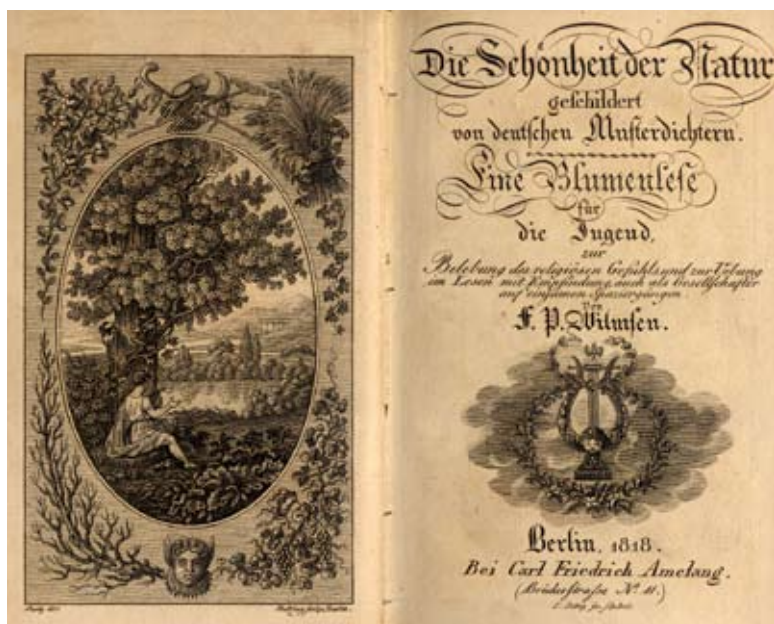 Die Schönheit der Natur
geschildert
von deutschen Musterdichtern.
Eine Blumenlese
für
die Jugend,
zur
Belebung des religiösen Gefühls und zur Uebung
im Lesen mit Empfindung, auch als Gesellschafter
auf einsamen Spaziergängen
Von
F. P. Wilmsen.
Berlin, 1818.
Bei Carl Friedrich Amelang.
(Brüderstrasse No. 11.)